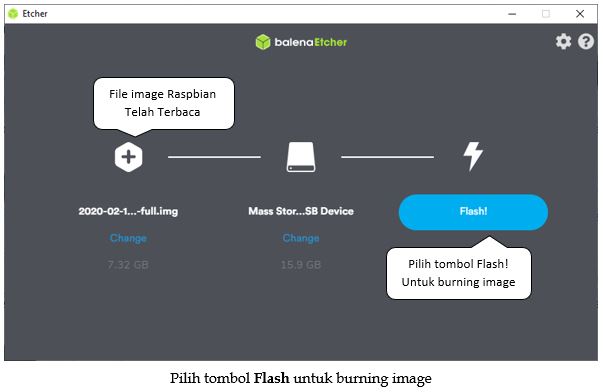 Etcher
balenaEtcher
File image Raspbian
Telah Terbaca
2020-02-1...-full.img
Mass Stor...SB Device
Flash!
Change
Change
7.32 GB
15.9 GB
Pilih tombol Flash!
Untuk burning image
Pilih tombol Flash untuk burning image